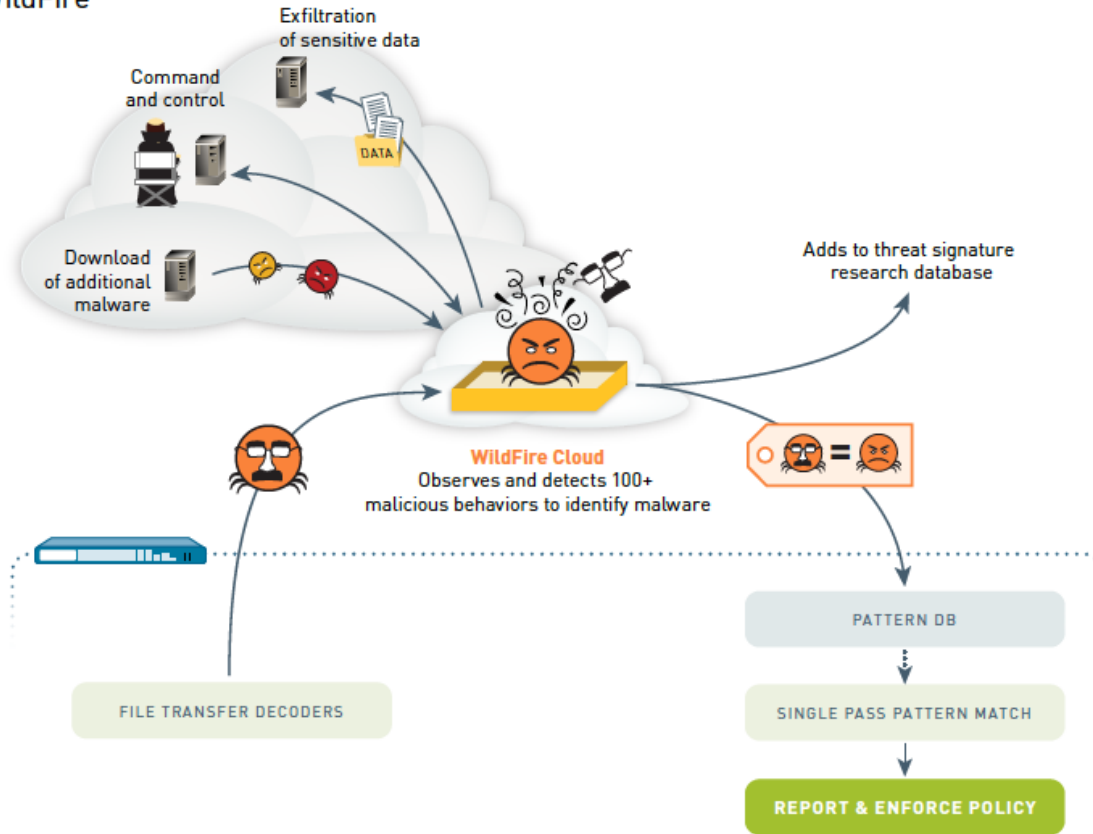 Exfiltration
of sensitive data
Command
and control
DATA
Download
of additional
malware
Adds to threat signature
research database
WildFire Cloud
Observes and detects 100+
malicious behaviors to identify malware
=
PATTERN DB
FILE TRANSFER DECODERS
SINGLE PASS PATTERN MATCH
REPORT & ENFORCE POLICY